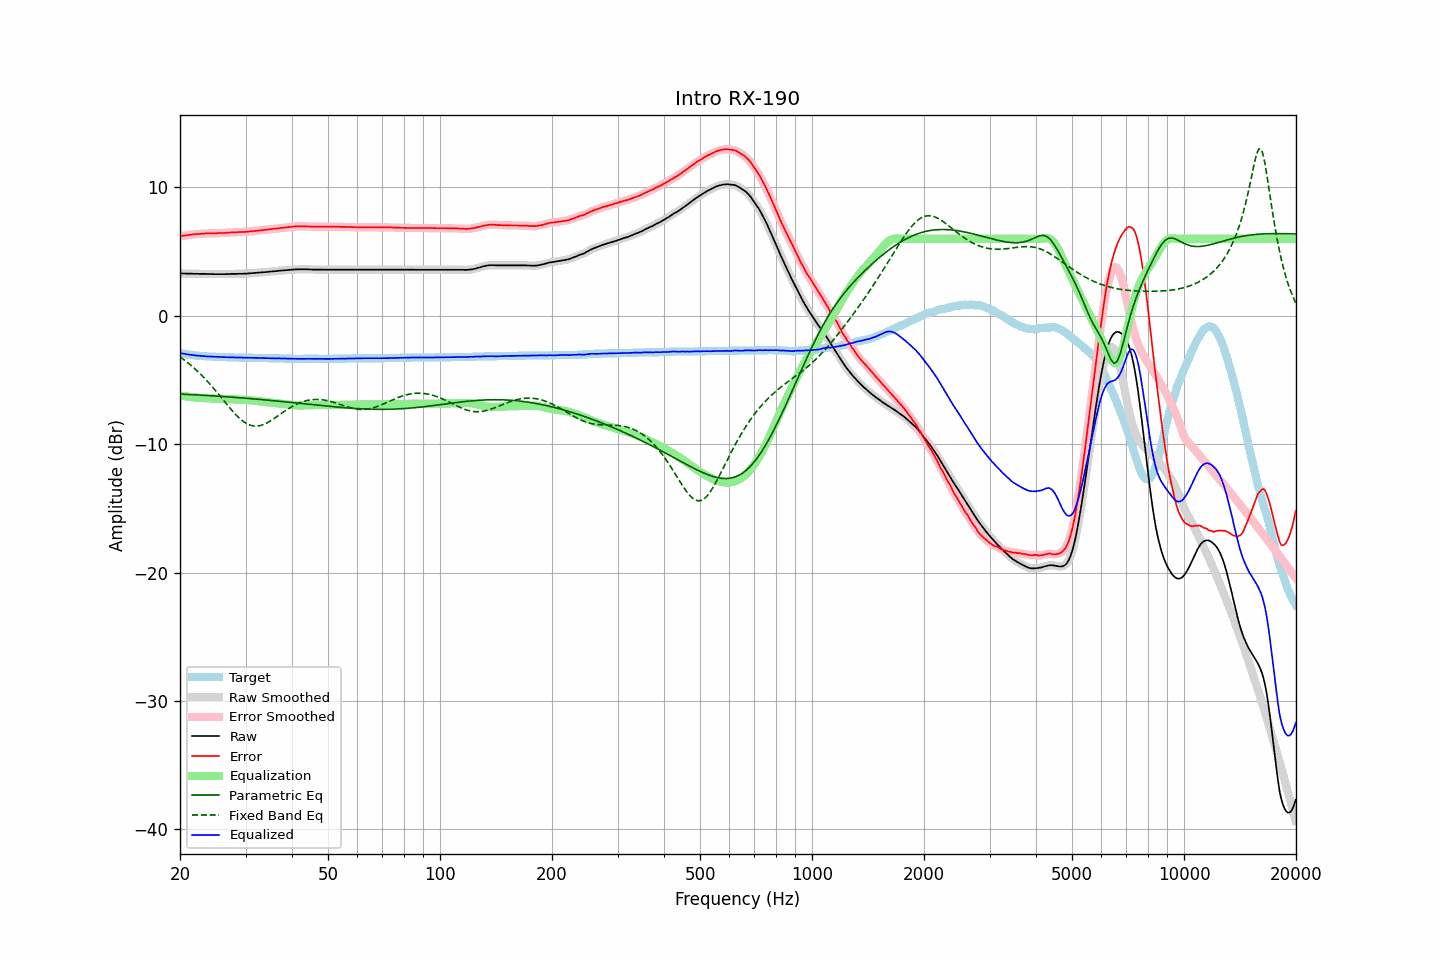 Intro RX-190
Amplitude (dBr)
10
0
−10
−20
−30
−40
Target
Raw Smoothed
Error Smoothed
Raw
Error
Equalization
Parametric Eq
Fixed Band Eq
Equalized
20 50 100 200 500 1000 2000 5000 10000 20000
Frequency (Hz)